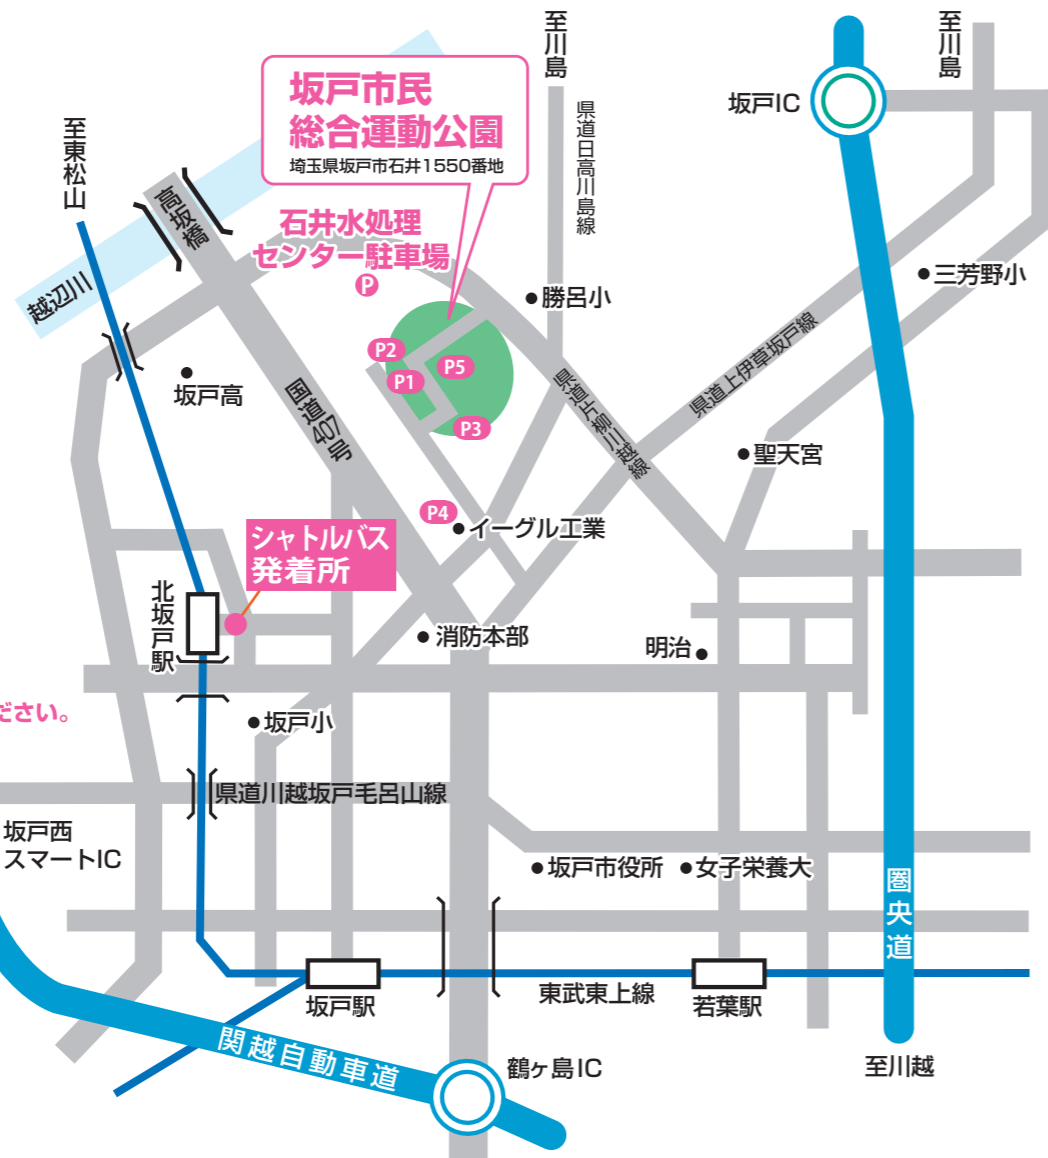 至川島
至川島
坂戸市民
総合運動公園
埼玉県坂戸市石井1550番地
坂戸IC
県道日高川島線
至東松山
高坂橋
石井水処理
センター駐車場
P
越辺川
三芳野小
勝呂小
P2
P5
P1
P3
坂戸高
国道407号
県道片柳川越線
県道上伊草坂戸線
聖天宮
P4
イーグル工業
シャトルバス
発着所
北坂戸駅
消防本部
明治
ださい。
坂戸小
県道川越坂戸毛呂山線
坂戸西
スマートIC
坂戸市役所
女子栄養大
圏央道
坂戸駅
東武東上線
若葉駅
関越自動車道
鶴ヶ島IC
至川越